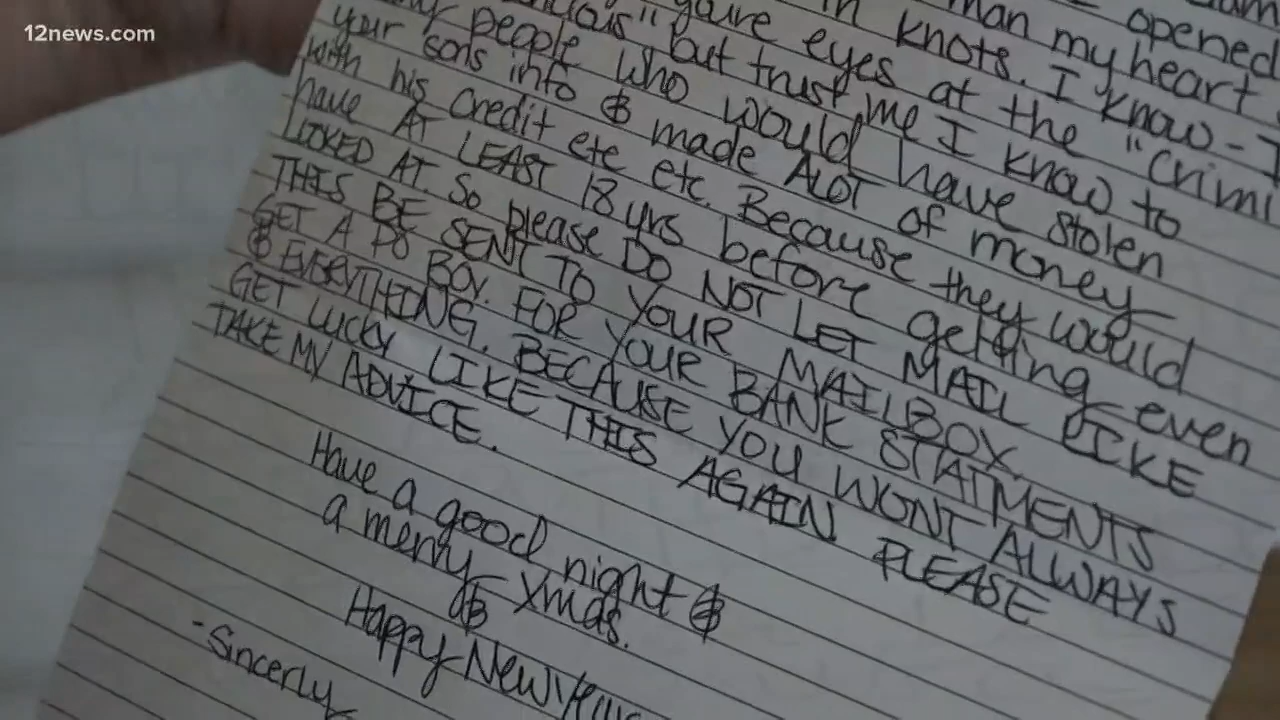 12news.com
opened
man my heart
in knots. I know - I
eyes at the "crimi
" but trust me I know to
people who would have stolen
your sons into & made ALOT of money
with his credit etc etc. Because they would
have AT LEAST 18 yrs before getting even
LOOKED AT. So please DO NOT LET MAIL LIKE
THIS BE SENT TO YOUR MAILBOX.
GET A PO BOX. FOR YOUR BANK STATMENTS
& EVERYTHING. BECAUSE YOU WONT ALLWAYS
GET LUCKY LIKE THIS AGAIN PLEASE
TAKE MY ADVICE.
Have a good night &
a merry Xmas.
&
Happy New
-Sincerly